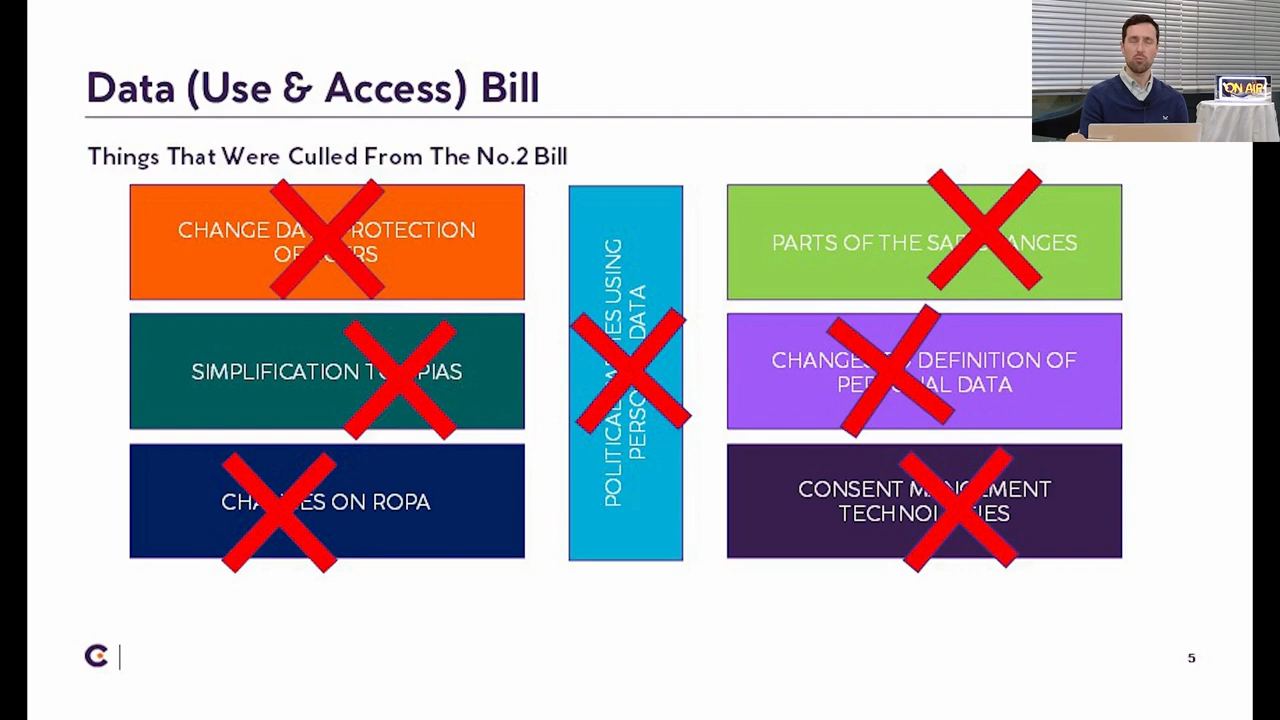 Data (Use & Access) Bill
ON AIR
Things That Were Culled From The No.2 Bill
CHANGE DATA PROTECTION
OFFICERS
SIMPLIFICATION TO DPIAS
CHANGES ON ROPA
POLITICAL PARTIES USING
PERSONAL DATA
PARTS OF THE SAR CHANGES
CHANGES TO DEFINITION OF
PERSONAL DATA
CONSENT MANAGEMENT
TECHNOLOGIES
5